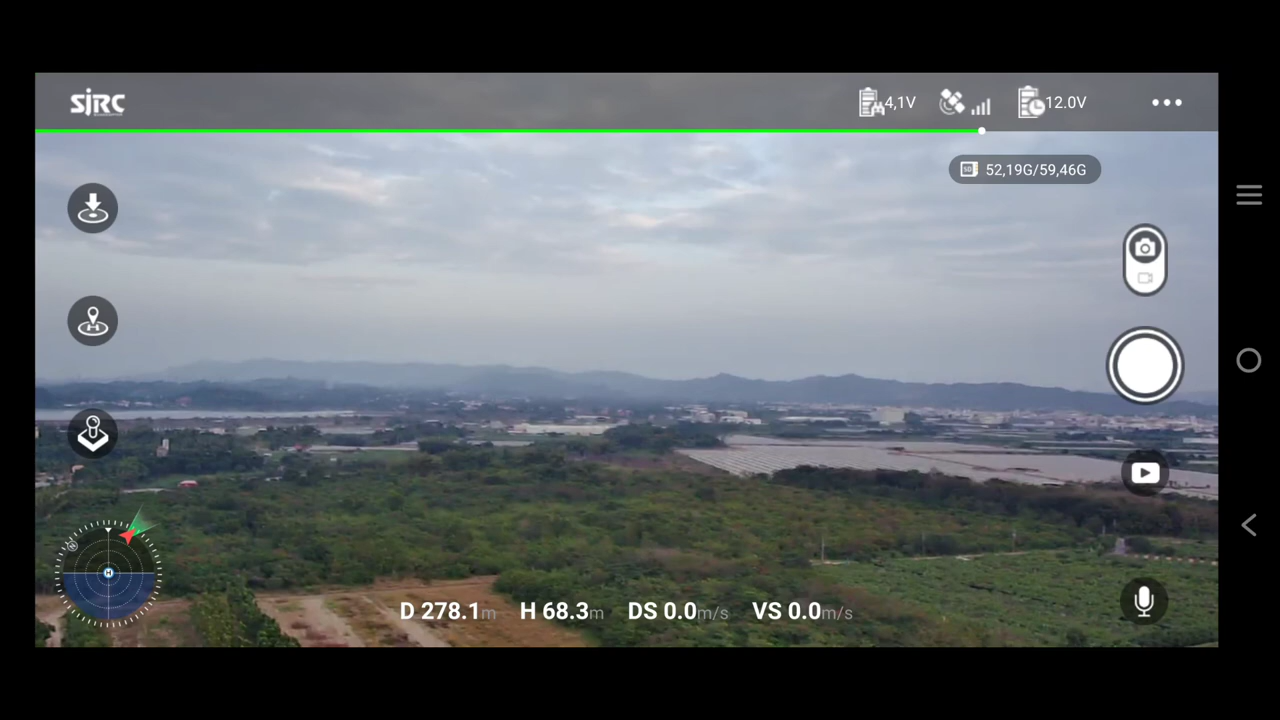 SJRC
4,1V
12.0V
52,19G/59,46G
D 278.1m H 68.3m DS 0.0m/s VS 0.0m/s
H